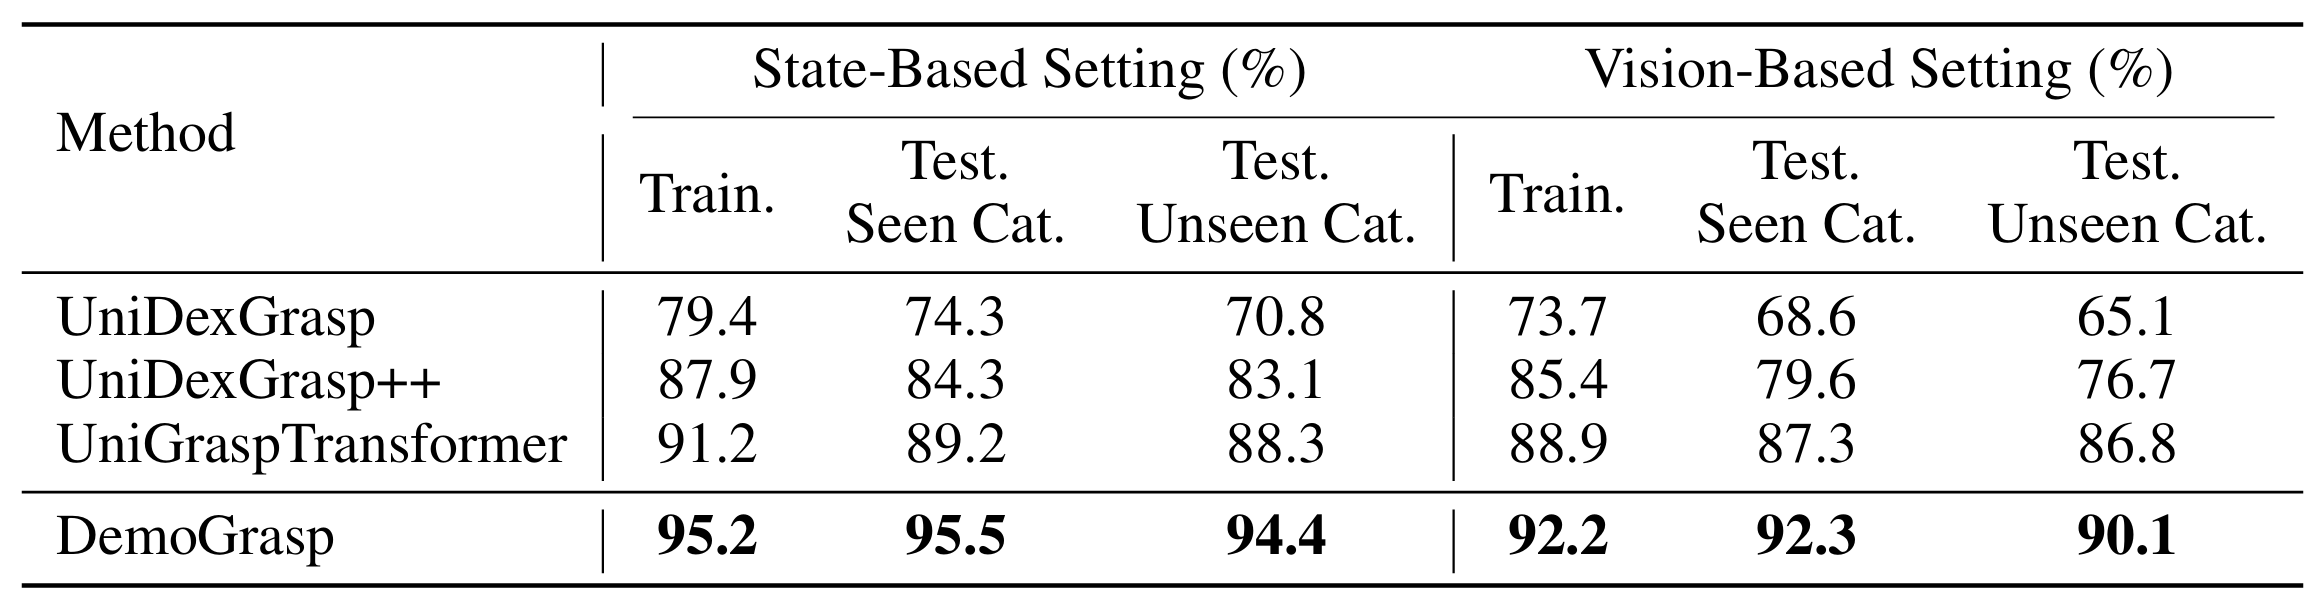 State-Based Setting (%) Vision-Based Setting (%)
Method
Train. Test. Seen Cat. Test. Unseen Cat. Train. Test. Seen Cat. Test. Unseen Cat.
UniDexGrasp 79.4 74.3 70.8 73.7 68.6 65.1
UniDexGrasp++ 87.9 84.3 83.1 85.4 79.6 76.7
UniGraspTransformer 91.2 89.2 88.3 88.9 87.3 86.8
DemoGrasp 95.2 95.5 94.4 92.2 92.3 90.1